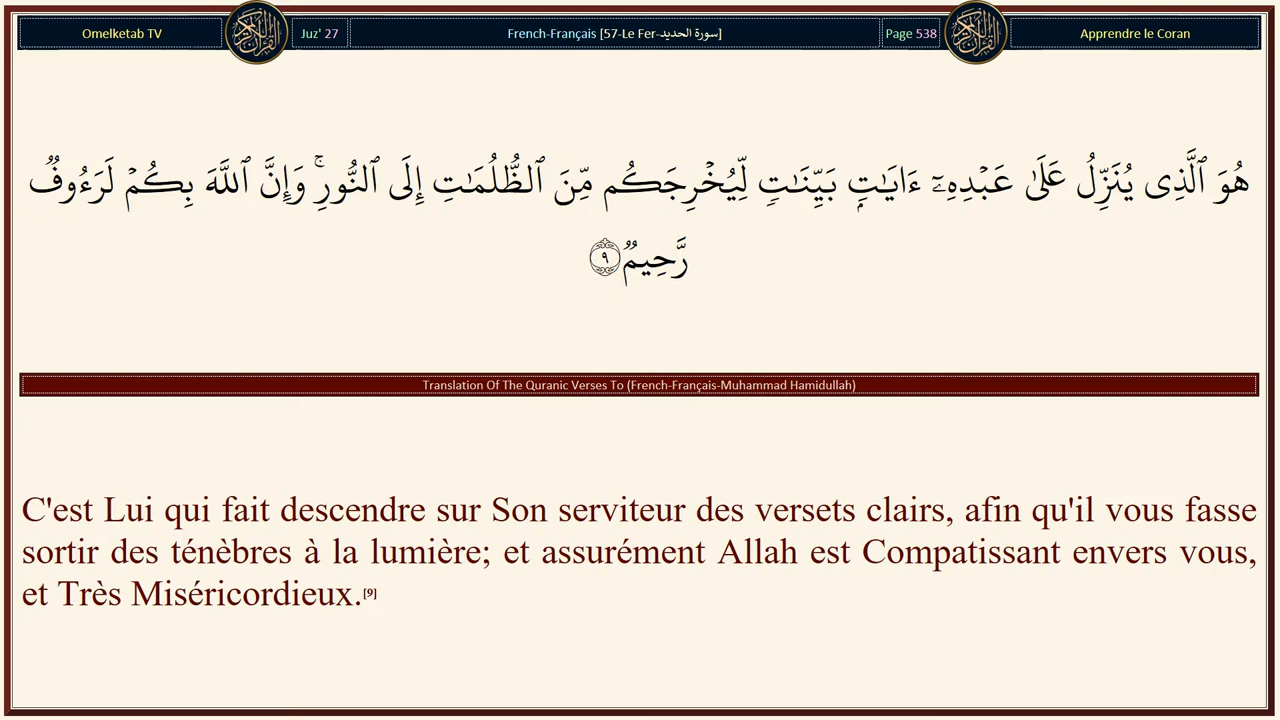 Omelketab TV
Juz' 27
French-Français [57-Le Fer-سورة الحديد]
Page 538
Apprendre le Coran
هُوَ ٱلَّذِى يُنَزِّلُ عَلَىٰ عَبْدِهِۦٓ ءَايَـٰتٍۭ بَيِّنَـٰتٍ لِّيُخْرِجَكُم مِّنَ ٱلظُّلُمَـٰتِ إِلَى ٱلنُّورِ ۚ وَإِنَّ ٱللَّهَ بِكُمْ لَرَءُوفٌ
رَّحِيمٌ ٩
Translation Of The Quranic Verses To (French-Français-Muhammad Hamidullah)
C'est Lui qui fait descendre sur Son serviteur des versets clairs, afin qu'il vous fasse
sortir des ténèbres à la lumière; et assurément Allah est Compatissant envers vous,
et Très Miséricordieux.[9]